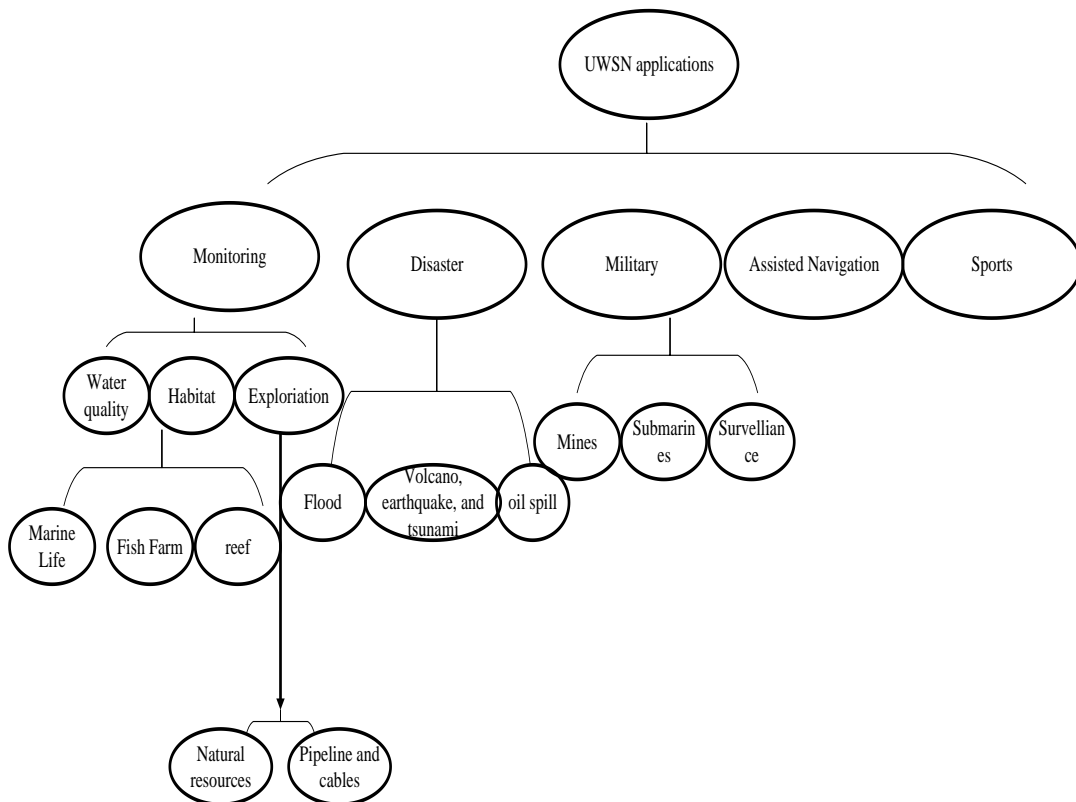 UWSN applications
Monitoring
Disaster
Military
Assisted Navigation
Sports
Water
quality
Habitat
Exploriation
Mines
Submarin
es
Survellian
ce
Flood
Volcano,
earthquake, and
tsunami
oil spill
Marine
Life
Fish Farm
reef
Natural
resources
Pipeline and
cables